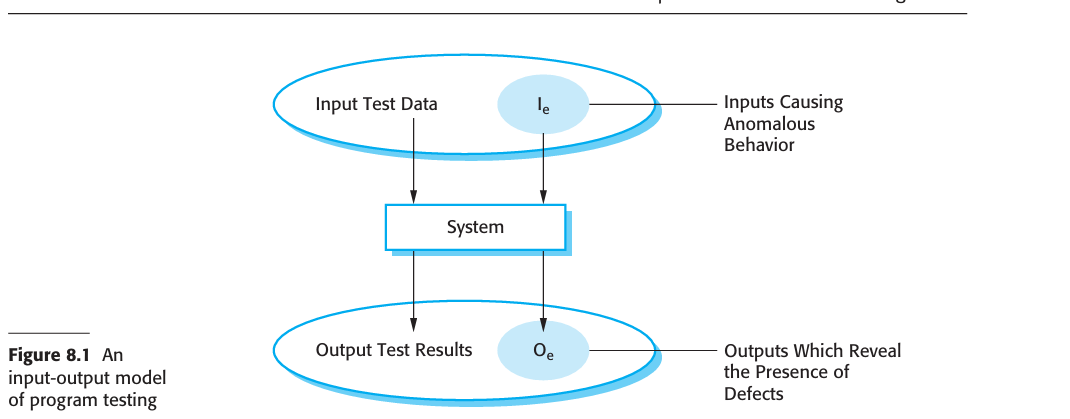 Input Test Data
I_e
Inputs Causing
Anomalous
Behavior
System
Output Test Results
O_e
Outputs Which Reveal
the Presence of
Defects
Figure 8.1 An
input-output model
of program testing